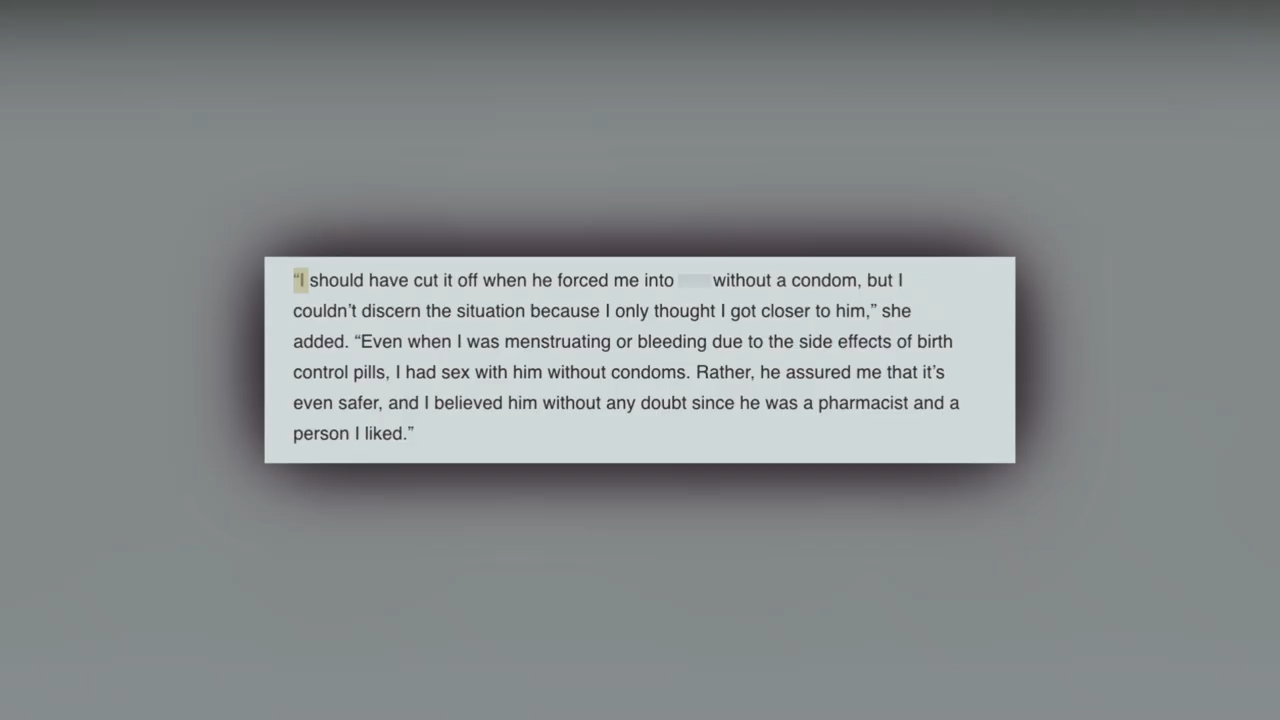 “I should have cut it off when he forced me into without a condom, but I
couldn’t discern the situation because I only thought I got closer to him,” she
added. “Even when I was menstruating or bleeding due to the side effects of birth
control pills, I had sex with him without condoms. Rather, he assured me that it’s
even safer, and I believed him without any doubt since he was a pharmacist and a
person I liked.”